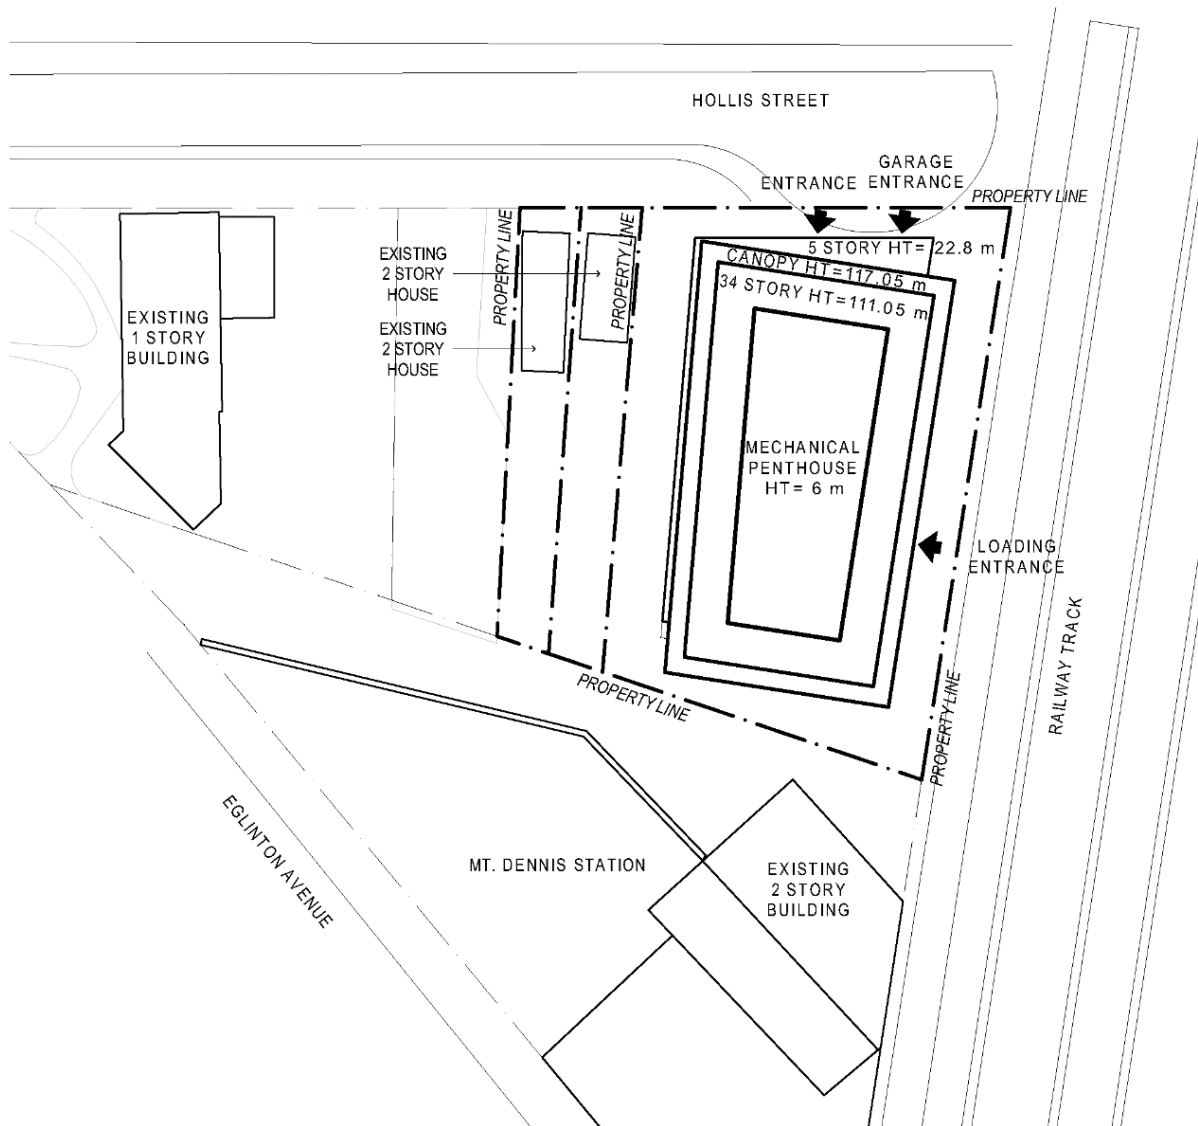 HOLLIS STREET
GARAGE
ENTRANCE
ENTRANCE
PROPERTY LINE
PROPERTY LINE
PROPERTY LINE
5 STORY HT= 22.8 m
CANOPY HT=117.05 m
34 STORY HT=111.05 m
EXISTING
2 STORY
HOUSE
EXISTING
2 STORY
HOUSE
EXISTING
1 STORY
BUILDING
MECHANICAL
PENTHOUSE
HT= 6 m
LOADING
ENTRANCE
RAILWAY TRACK
PROPERTY LINE
PROPERTY LINE
EGLINTON AVENUE
MT. DENNIS STATION
EXISTING
2 STORY
BUILDING